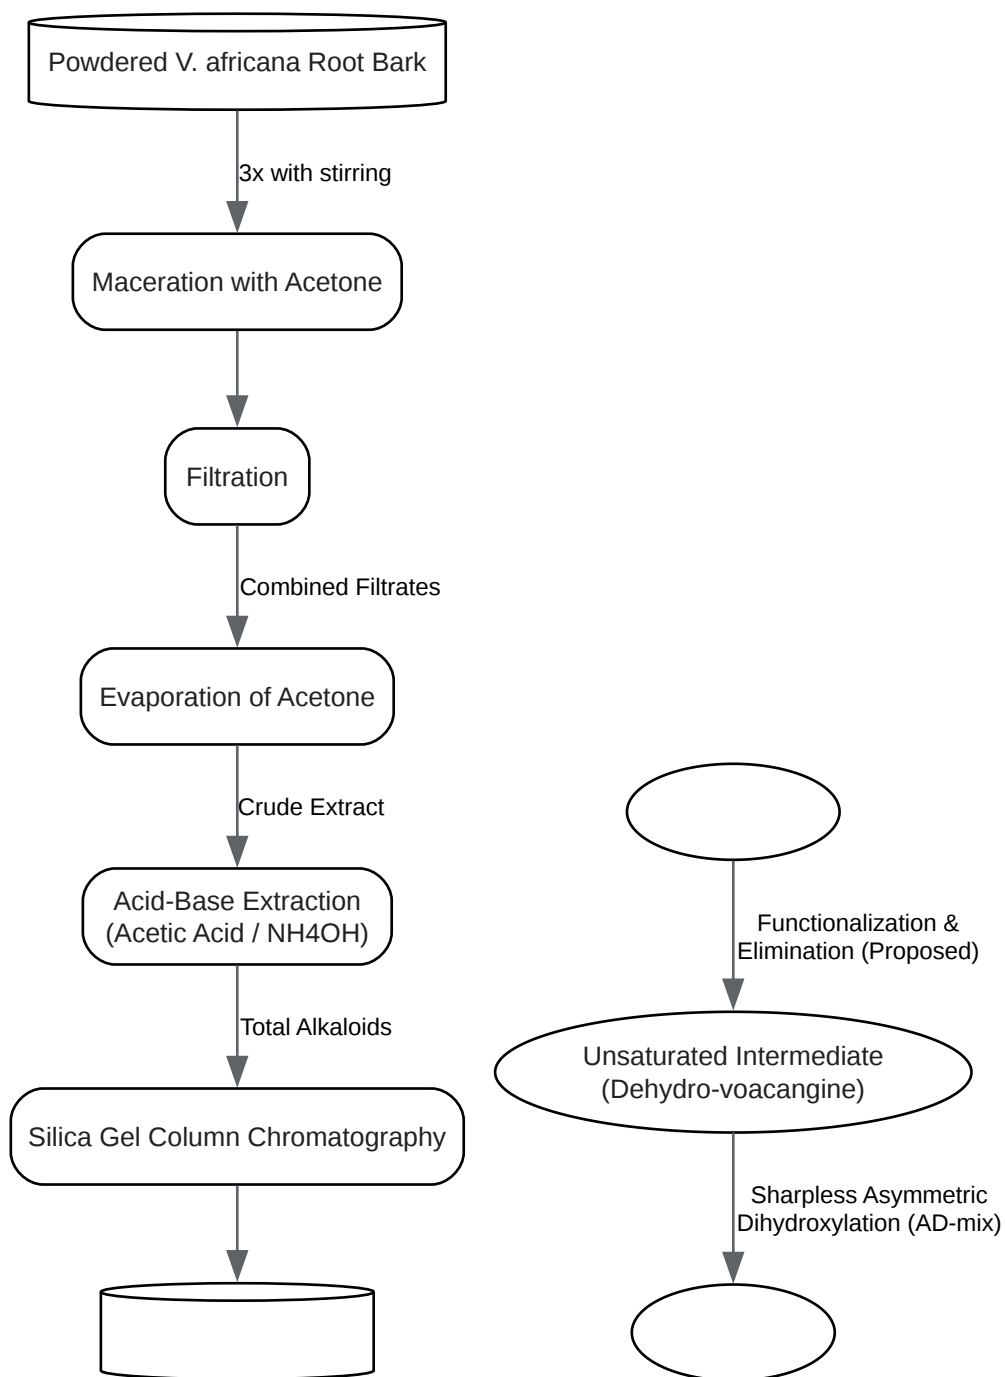 Powdered V. africana Root Bark
3x with stirring
Maceration with Acetone
Filtration
Combined Filtrates
Evaporation of Acetone
Crude Extract
Acid-Base Extraction
(Acetic Acid / NH4OH)
Total Alkaloids
Silica Gel Column Chromatography
Functionalization &
Elimination (Proposed)
Unsaturated Intermediate
(Dehydro-voacangine)
Sharpless Asymmetric
Dihydroxylation (AD-mix)